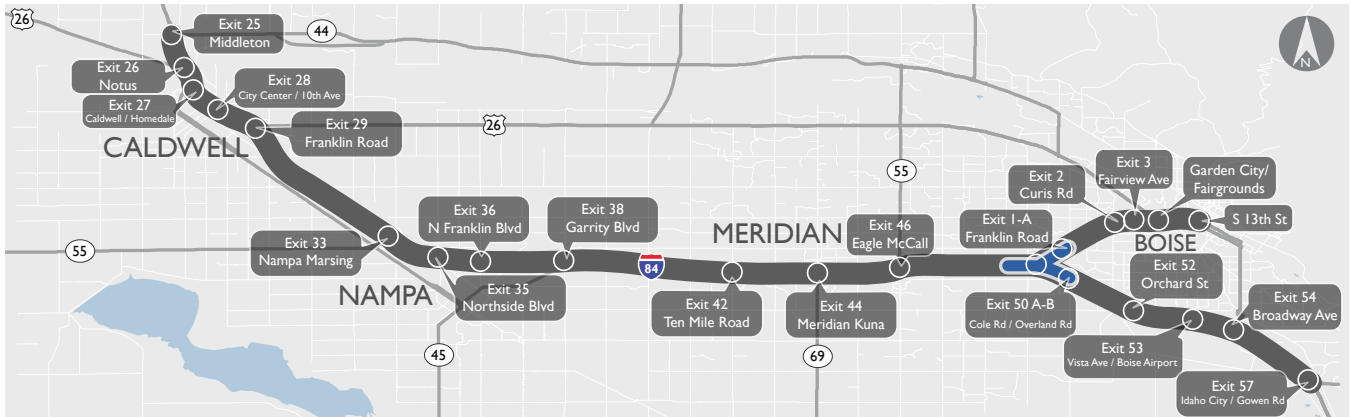 26
Exit 25
Middleton
44
Exit 26
Notus
Exit 28
City Center / 10th Ave
Exit 27
Caldwell / Homedale
Exit 29
Franklin Road
CALDWELL
26
N
55
Exit 33
Nampa Marsing
Exit 36
N Franklin Blvd
Exit 38
Garrity Blvd
NAMPA
Exit 35
Northside Blvd
45
84
MERIDIAN
Exit 42
Ten Mile Road
Exit 44
Meridian Kuna
69
55
Exit 46
Eagle McCall
Exit 1-A
Franklin Road
Exit 2
Curis Rd
Exit 3
Fairview Ave
Garden City/
Fairgrounds
S 13th St
BOISE
Exit 50 A-B
Cole Rd / Overland Rd
Exit 52
Orchard St
Exit 53
Vista Ave / Boise Airport
Exit 54
Broadway Ave
Exit 57
Idaho City / Gowen Rd